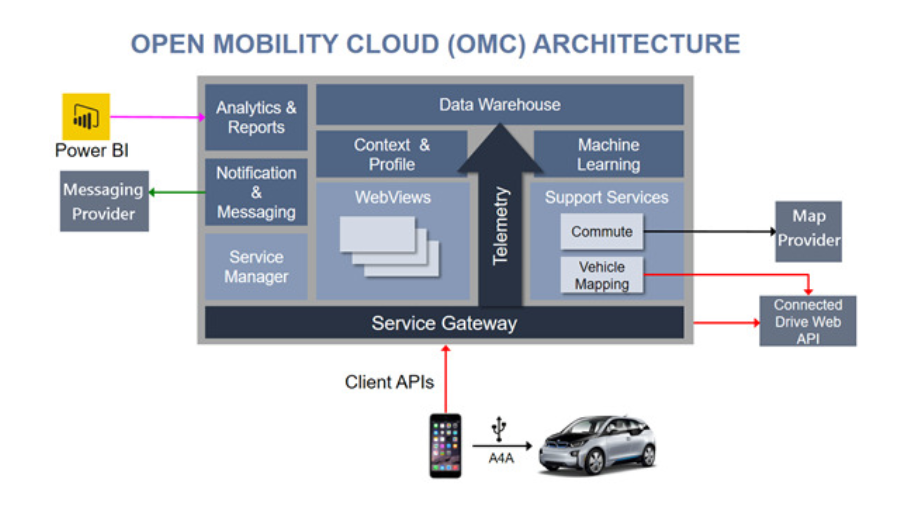 OPEN MOBILITY CLOUD (OMC) ARCHITECTURE
Power BI
Messaging
Provider
Analytics &
Reports
Notification
&
Messaging
Service
Manager
Data Warehouse
Context &
Profile
Machine
Learning
WebViews
Telemetry
Support Services
Commute
Vehicle
Mapping
Service Gateway
Map
Provider
Connected
Drive Web
API
Client APIs
A4A